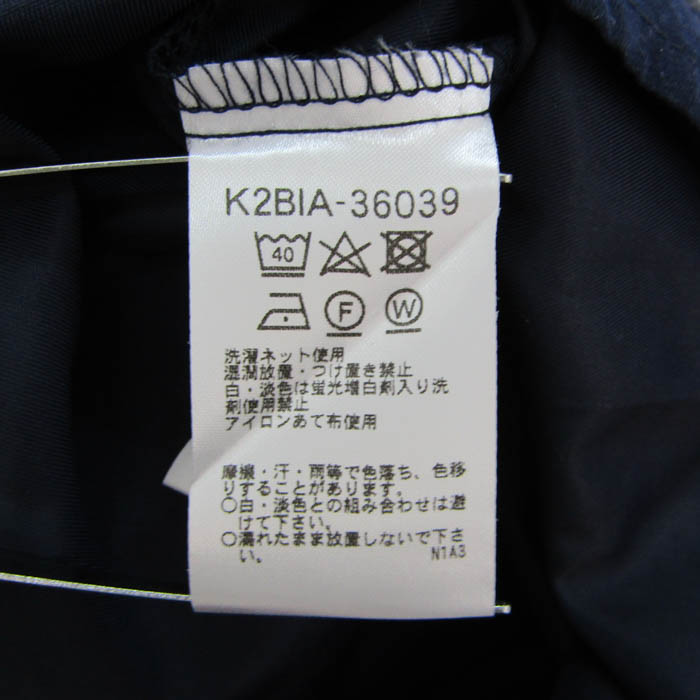 K2BIA-36039
40
F W
洗濯ネット使用
湿潤放置・つけ置き禁止
白・淡色は蛍光増白剤入り洗
剤使用禁止
アイロンあて布使用
摩擦・汗・雨等で色落ち、色移
りすることがあります。
○白・淡色との組み合わせは避
けて下さい。
○濡れたまま放置しないで下さ
い。 N1A3